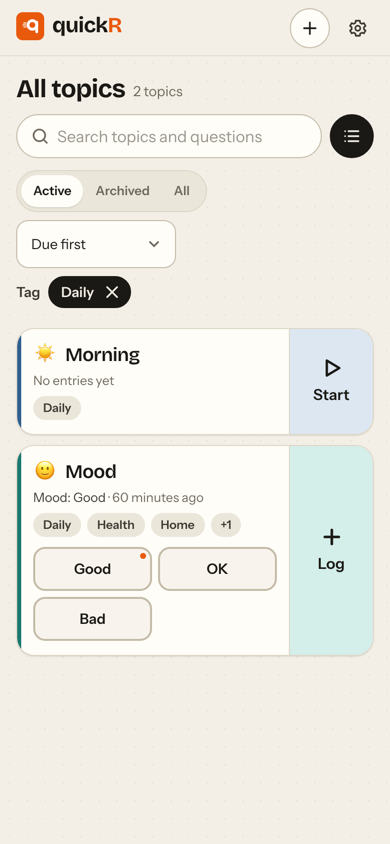 quickR
All topics 2 topics
Search topics and questions
Active Archived All
Due first
Tag Daily
Morning
No entries yet
Daily
Start
Mood
Mood: Good · 60 minutes ago
Daily Health Home +1
Good OK
Bad
Log